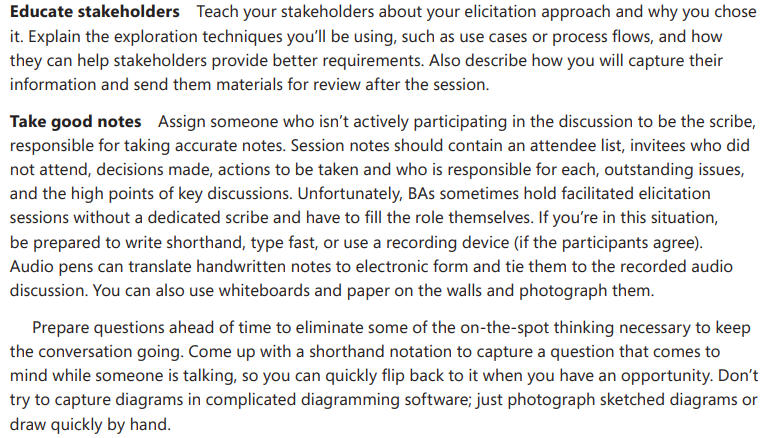 Educate stakeholders Teach your stakeholders about your elicitation approach and why you chose
it. Explain the exploration techniques you’ll be using, such as use cases or process flows, and how
they can help stakeholders provide better requirements. Also describe how you will capture their
information and send them materials for review after the session.
Take good notes Assign someone who isn’t actively participating in the discussion to be the scribe,
responsible for taking accurate notes. Session notes should contain an attendee list, invitees who did
not attend, decisions made, actions to be taken and who is responsible for each, outstanding issues,
and the high points of key discussions. Unfortunately, BAs sometimes hold facilitated elicitation
sessions without a dedicated scribe and have to fill the role themselves. If you’re in this situation,
be prepared to write shorthand, type fast, or use a recording device (if the participants agree).
Audio pens can translate handwritten notes to electronic form and tie them to the recorded audio
discussion. You can also use whiteboards and paper on the walls and photograph them.
Prepare questions ahead of time to eliminate some of the on-the-spot thinking necessary to keep
the conversation going. Come up with a shorthand notation to capture a question that comes to
mind while someone is talking, so you can quickly flip back to it when you have an opportunity. Don’t
try to capture diagrams in complicated diagramming software; just photograph sketched diagrams or
draw quickly by hand.